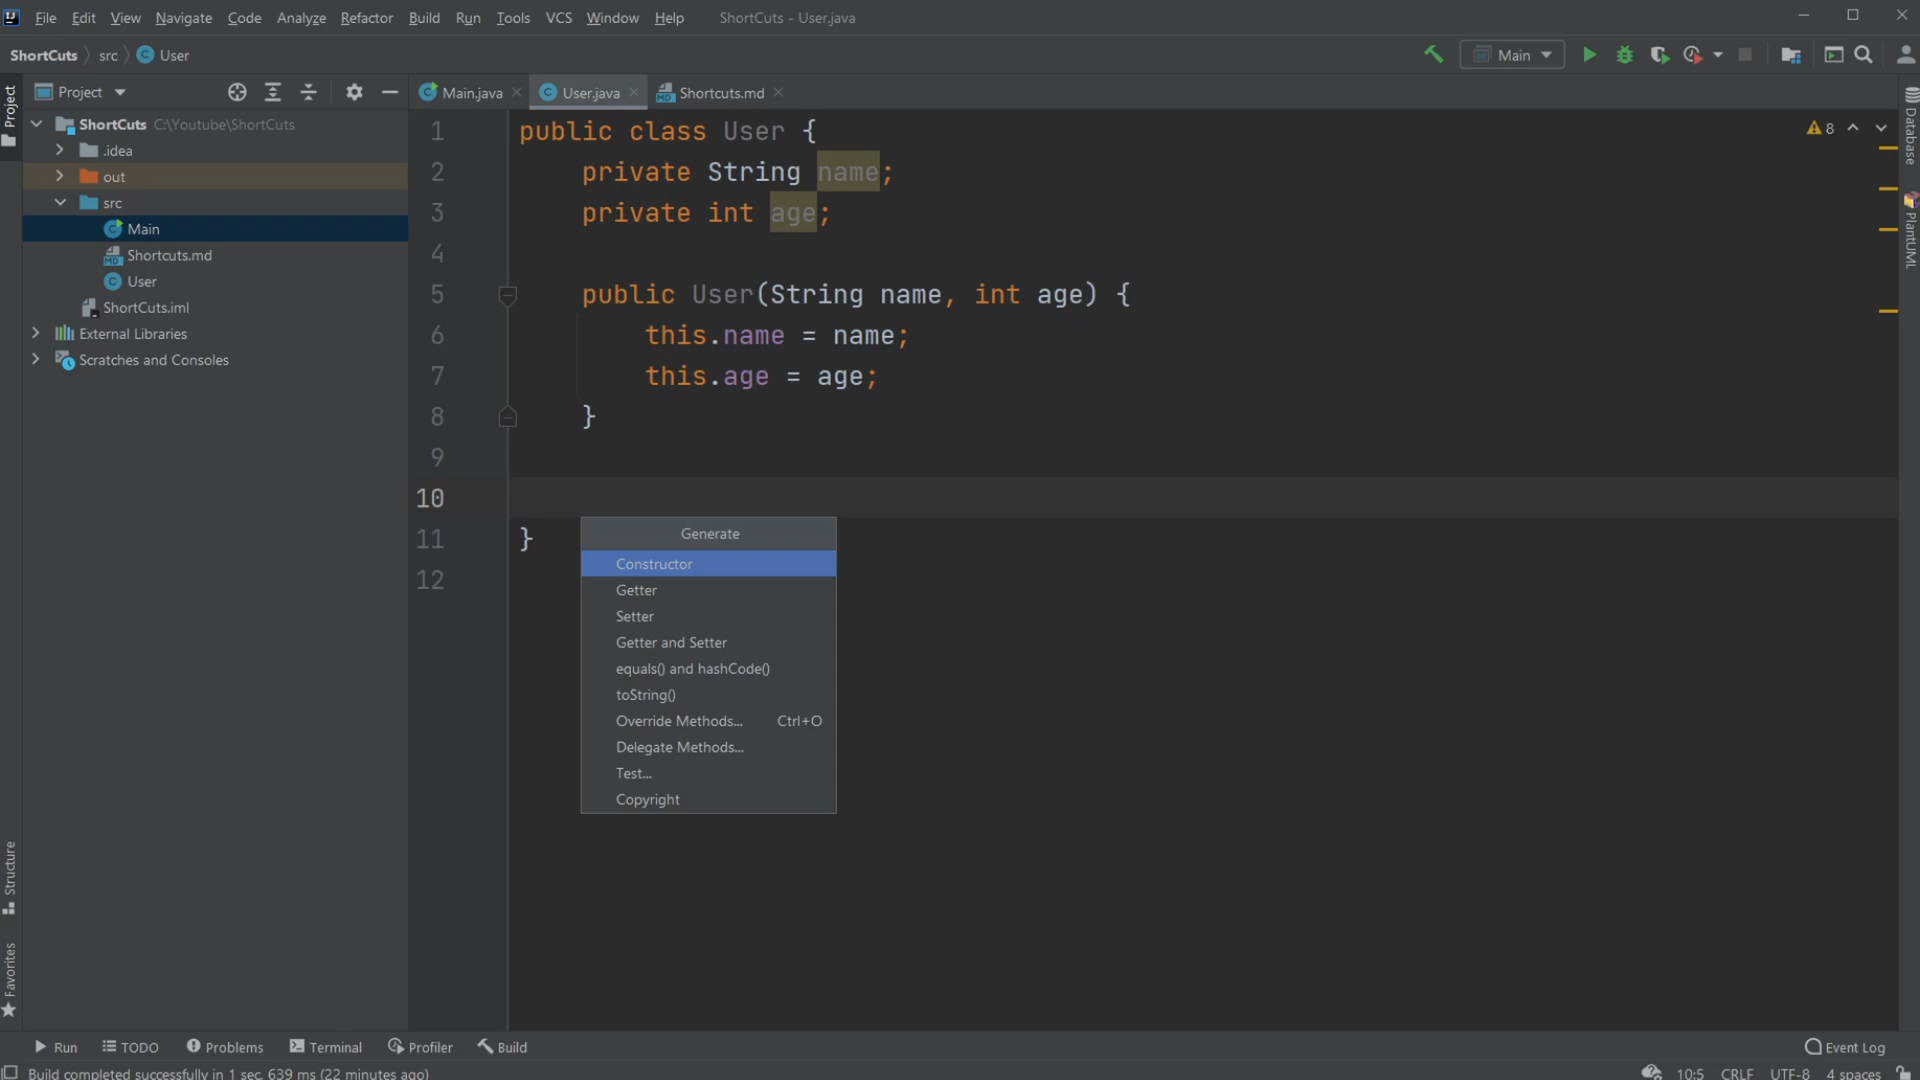 File Edit View Navigate Code Analyze Refactor Build Run Tools VCS Window Help ShortCuts - User.java
ShortCuts src User
Main
Project
Main.java User.java Shortcuts.md
Project
ShortCuts C:\Youtube\ShortCuts
.idea
out
src
Main
Shortcuts.md
User
ShortCuts.iml
External Libraries
Scratches and Consoles
Structure
Favorites
1 public class User {
2 private String name;
3 private int age;
4
5 public User(String name, int age) {
6 this.name = name;
7 this.age = age;
8 }
9
10
11 }
12
8
Generate
Constructor
Getter
Setter
Getter and Setter
equals() and hashCode()
toString()
Override Methods... Ctrl+O
Delegate Methods...
Test...
Copyright
Database
PlantUML
Run TODO Problems Terminal Profiler Build Event Log
Build completed successfully in 1 sec, 639 ms (22 minutes ago) 10:5 CRLF UTF-8 4 spaces